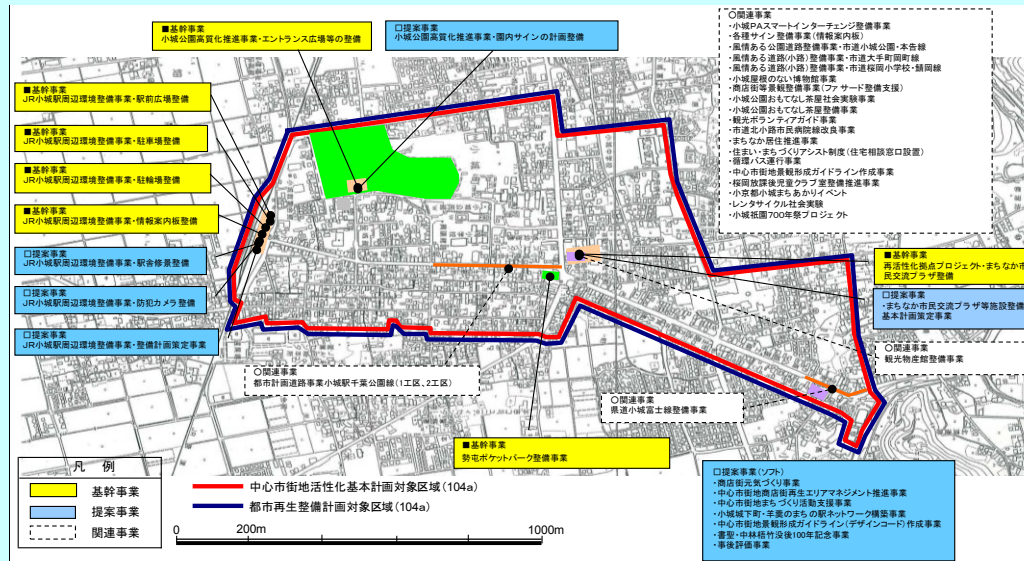 ■基幹事業
小城公園高質化推進事業・エントランス広場等の整備
□提案事業
小城公園高質化推進事業・園内サインの計画整備
〇関連事業
・小城PAスマートインターチェンジ整備事業
・各種サイン整備事業(情報案内板)
・風情ある公園道路整備事業・市道小城公園・本告線
・風情ある道路(小路)整備事業・市道大手町岡町線
・風情ある道路(小路)整備事業・市道桜岡小学校・鯖岡線
・小城屋根のない博物館事業
・商店街等景観整備事業(ファサード整備支援)
・小城公園おもてなし茶屋社会実験事業
・小城公園おもてなし茶屋整備事業
・観光ボランティアガイド事業
・市道北小路市民病院線改良事業
・まちなか居住推進事業
・住まい・まちづくりアシスト制度(住宅相談窓口設置)
・循環バス運行事業
・中心市街地景観形成ガイドライン作成事業
・桜岡放課後児童クラブ室整備推進事業
・小京都小城まちあかりイベント
・レンタサイクル社会実験
・小城祇園700年祭プロジェクト
■基幹事業
JR小城駅周辺環境整備事業・駅前広場整備
■基幹事業
JR小城駅周辺環境整備事業・駐車場整備
■基幹事業
JR小城駅周辺環境整備事業・駐輪場整備
■基幹事業
JR小城駅周辺環境整備事業・情報案内板整備
□提案事業
JR小城駅周辺環境整備事業・駅舎修景整備
□提案事業
JR小城駅周辺環境整備事業・防犯カメラ整備
□提案事業
JR小城駅周辺環境整備事業・整備計画策定事業
■基幹事業
再活性化拠点プロジェクト・まちなか市
民交流プラザ整備
□提案事業
・まちなか市民交流プラザ等施設整備
基本計画策定事業
〇関連事業
観光物産館整備事業
〇関連事業
都市計画道路事業小城駅千葉公園線(1工区、2工区)
〇関連事業
県道小城富士線整備事業
■基幹事業
勢屯ポケットパーク整備事業
□提案事業(ソフト)
・商店街元気づくり事業
・中心市街地商店街再生エリアマネジメント推進事業
・中心市街地まちづくり活動支援事業
・小城城下町・羊羹のまちの駅ネットワーク構築事業
・中心市街地景観形成ガイドライン(デザインコード)作成事業
・書聖・中林梧竹没後100年記念事業
・事後評価事業
凡 例
基幹事業
提案事業
関連事業
中心市街地活性化基本計画対象区域(104a)
都市再生整備計画対象区域(104a)
0 200m 1000m